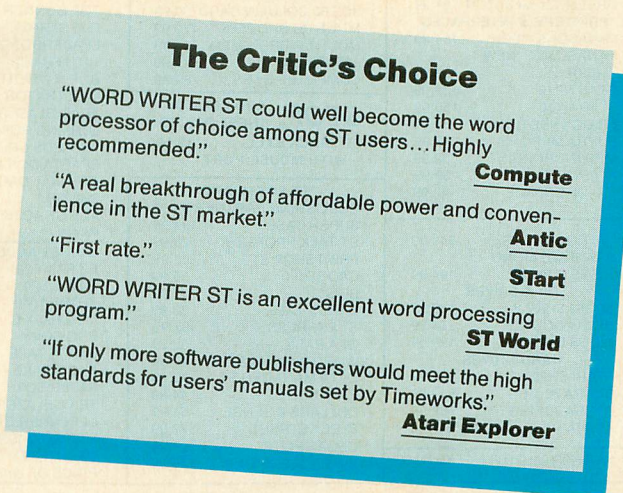 The Critic's Choice
“WORD WRITER ST could well become the word
processor of choice among ST users...Highly
recommended.”
Compute
“A real breakthrough of affordable power and conven-
ience in the ST market.”
Antic
“First rate.”
STart
“WORD WRITER ST is an excellent word processing
program.”
ST World
“If only more software publishers would meet the high
standards for users' manuals set by Timeworks.”
Atari Explorer